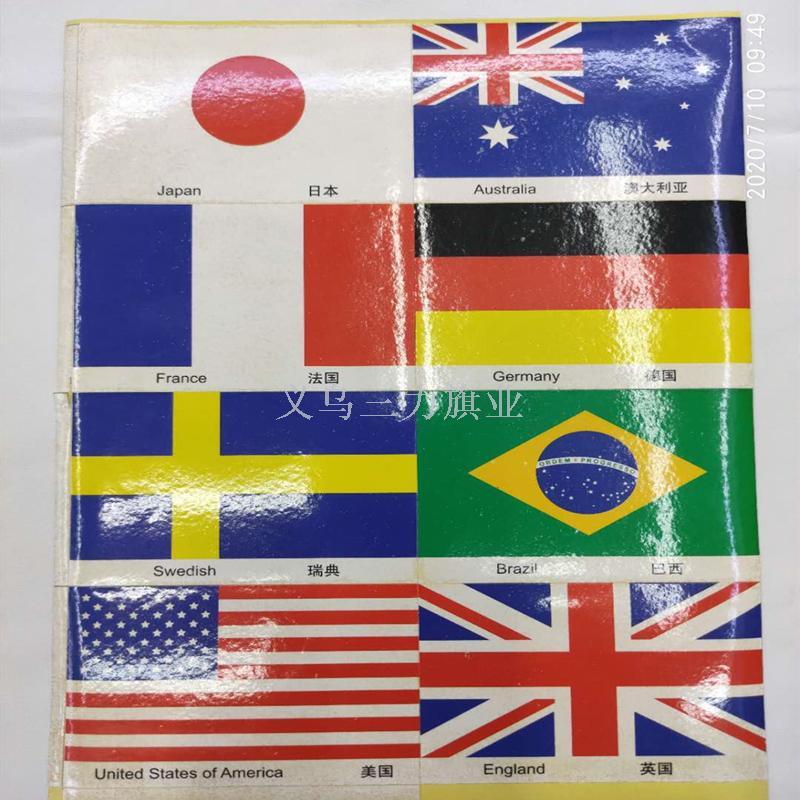 2020/7/10 09:49
Japan 日本
Australia 澳大利亚
France 法国
Germany 德国
义乌三力旗业
Swedish 瑞典
ORDEM E PROGRESSO
Brazil 巴西
United States of America 美国
England 英国